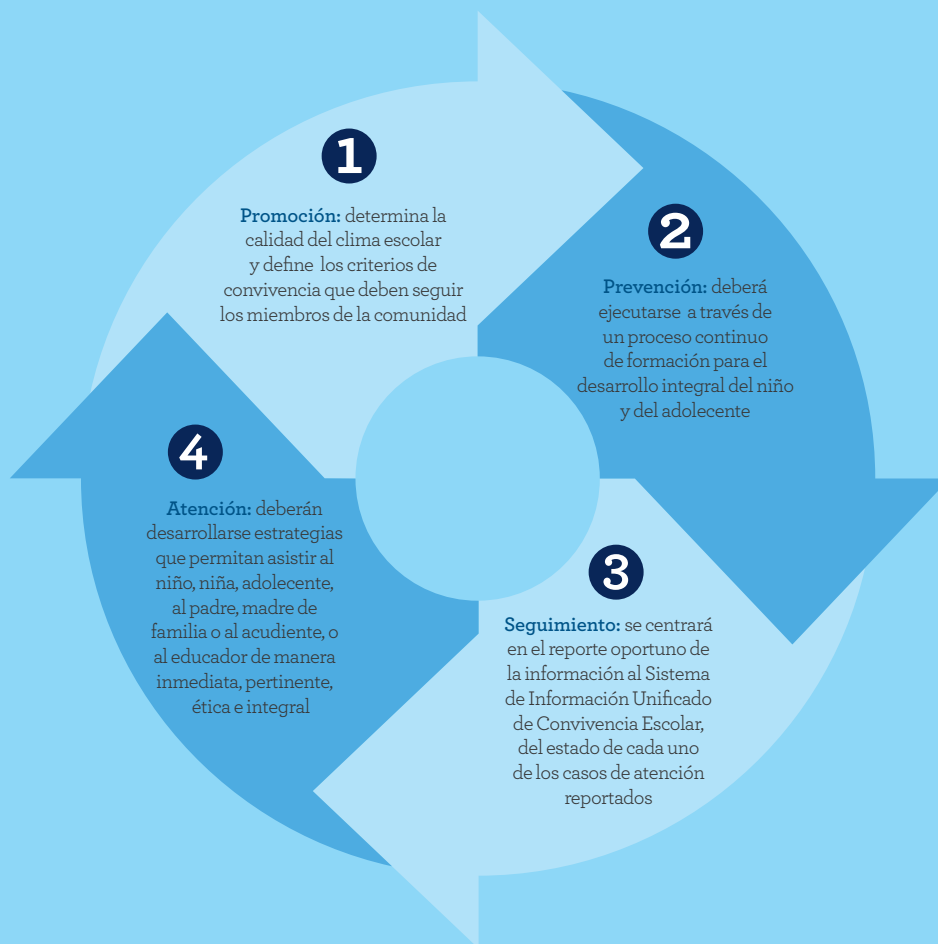 1
Promoción: determina la
calidad del clima escolar
y define los criterios de
convivencia que deben seguir
los miembros de la comunidad
2
Prevención: deberá
ejecutarse a través de
un proceso continuo
de formación para el
desarrollo integral del niño
y del adolecente
3
Seguimiento: se centrará
en el reporte oportuno de
la información al Sistema
de Información Unificado
de Convivencia Escolar,
del estado de cada uno
de los casos de atención
reportados
4
Atención: deberán
desarrollarse estrategias
que permitan asistir al
niño, niña, adolecente,
al padre, madre de
familia o al acudiente, o
al educador de manera
inmediata, pertinente,
ética e integral